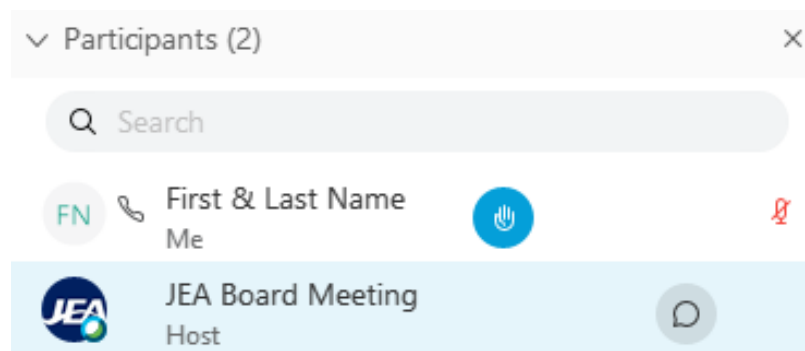 Participants (2)
Search
FN
First & Last Name
Me
JEA
JEA Board Meeting
Host